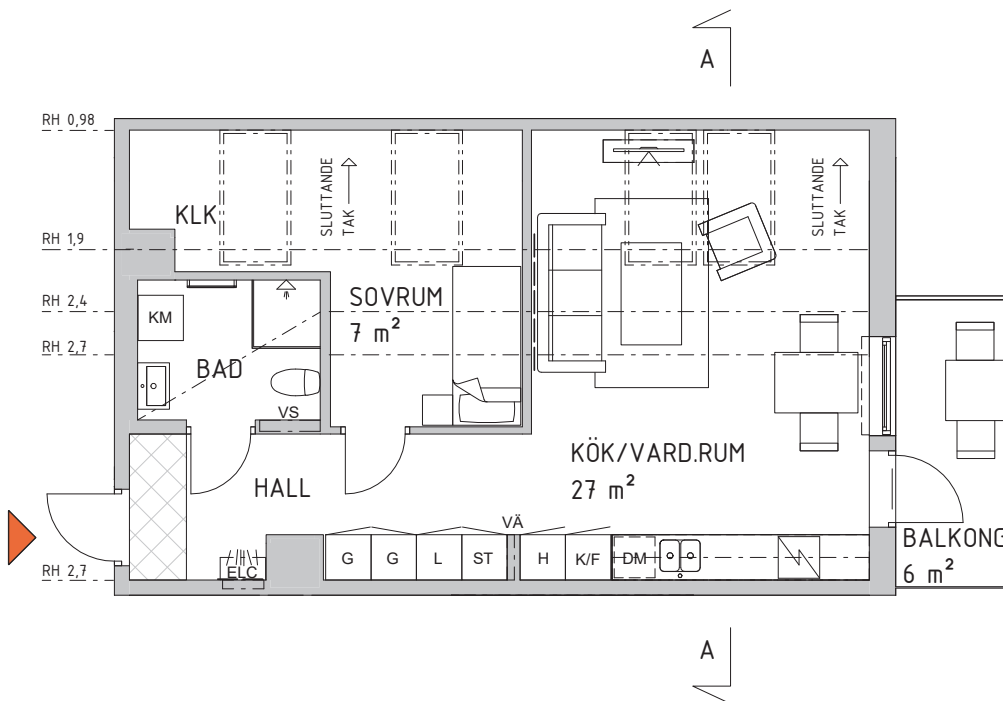 A
RH 0,98
SLUTTANDE
TAK
SLUTTANDE
TAK
KLK
RH 1,9
SOVRUM
7 m²
RH 2,4
KM
RH 2,7
BAD
VS
KÖK/VARD.RUM
27 m²
HALL
VÄ
G
G
L
ST
H
K/F
DM
BALKONG
6 m²
ELC
RH 2,7
A